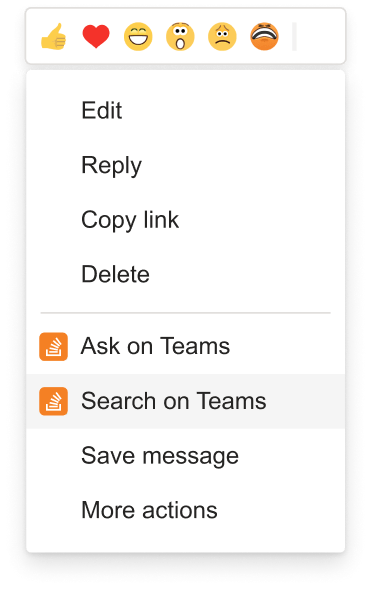 Edit
Reply
Copy link
Delete
Ask on Teams
Search on Teams
Save message
More actions